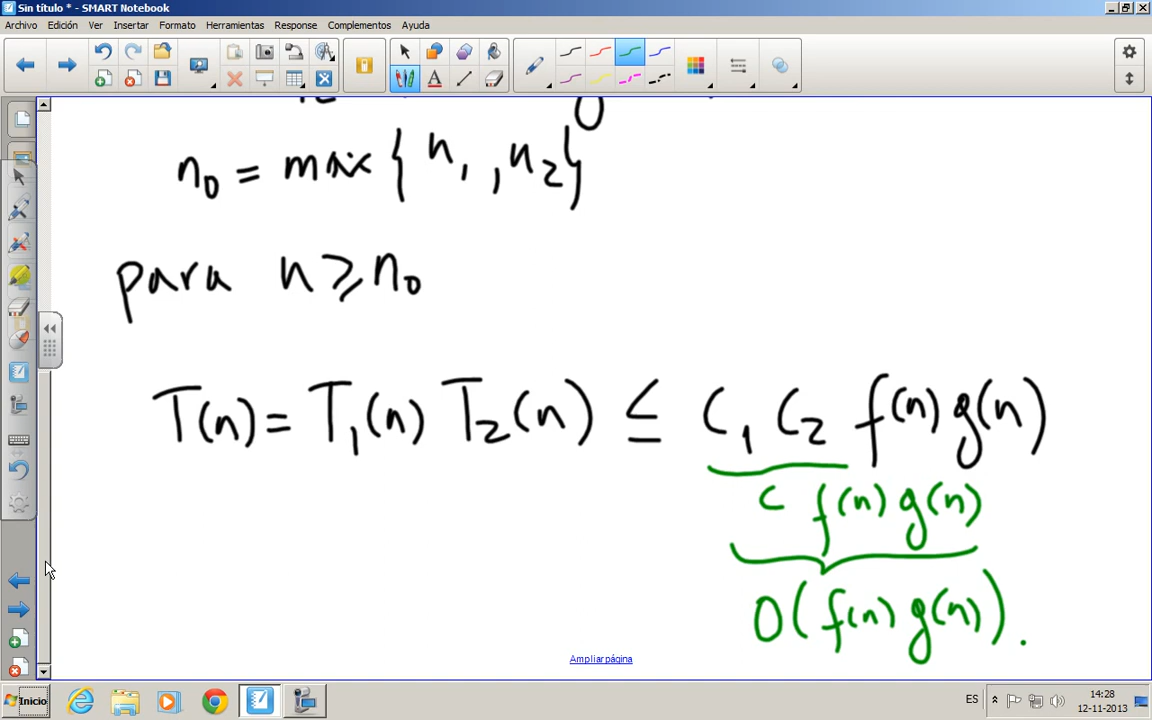 Sin título * - SMART Notebook
Archivo Edición Ver Insertar Formato Herramientas Response Complementos Ayuda
n₀ = max { n₁ , n₂ }
para n ⩾ n₀
T(n) = T₁(n) T₂(n) ≤ C₁ C₂ f(n) g(n)
c f(n) g(n)
O( f(n) g(n) ).
Ampliar página
Inicio
ES
14:28
12-11-2013